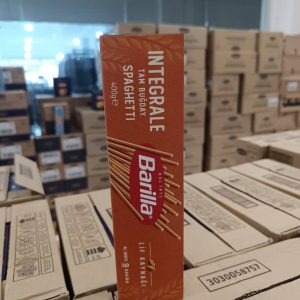 INTEGRALE
TAM BUĞDAY
SPAGHETTI
400g e
Barilla
LİF KAYNAĞI
3030058757